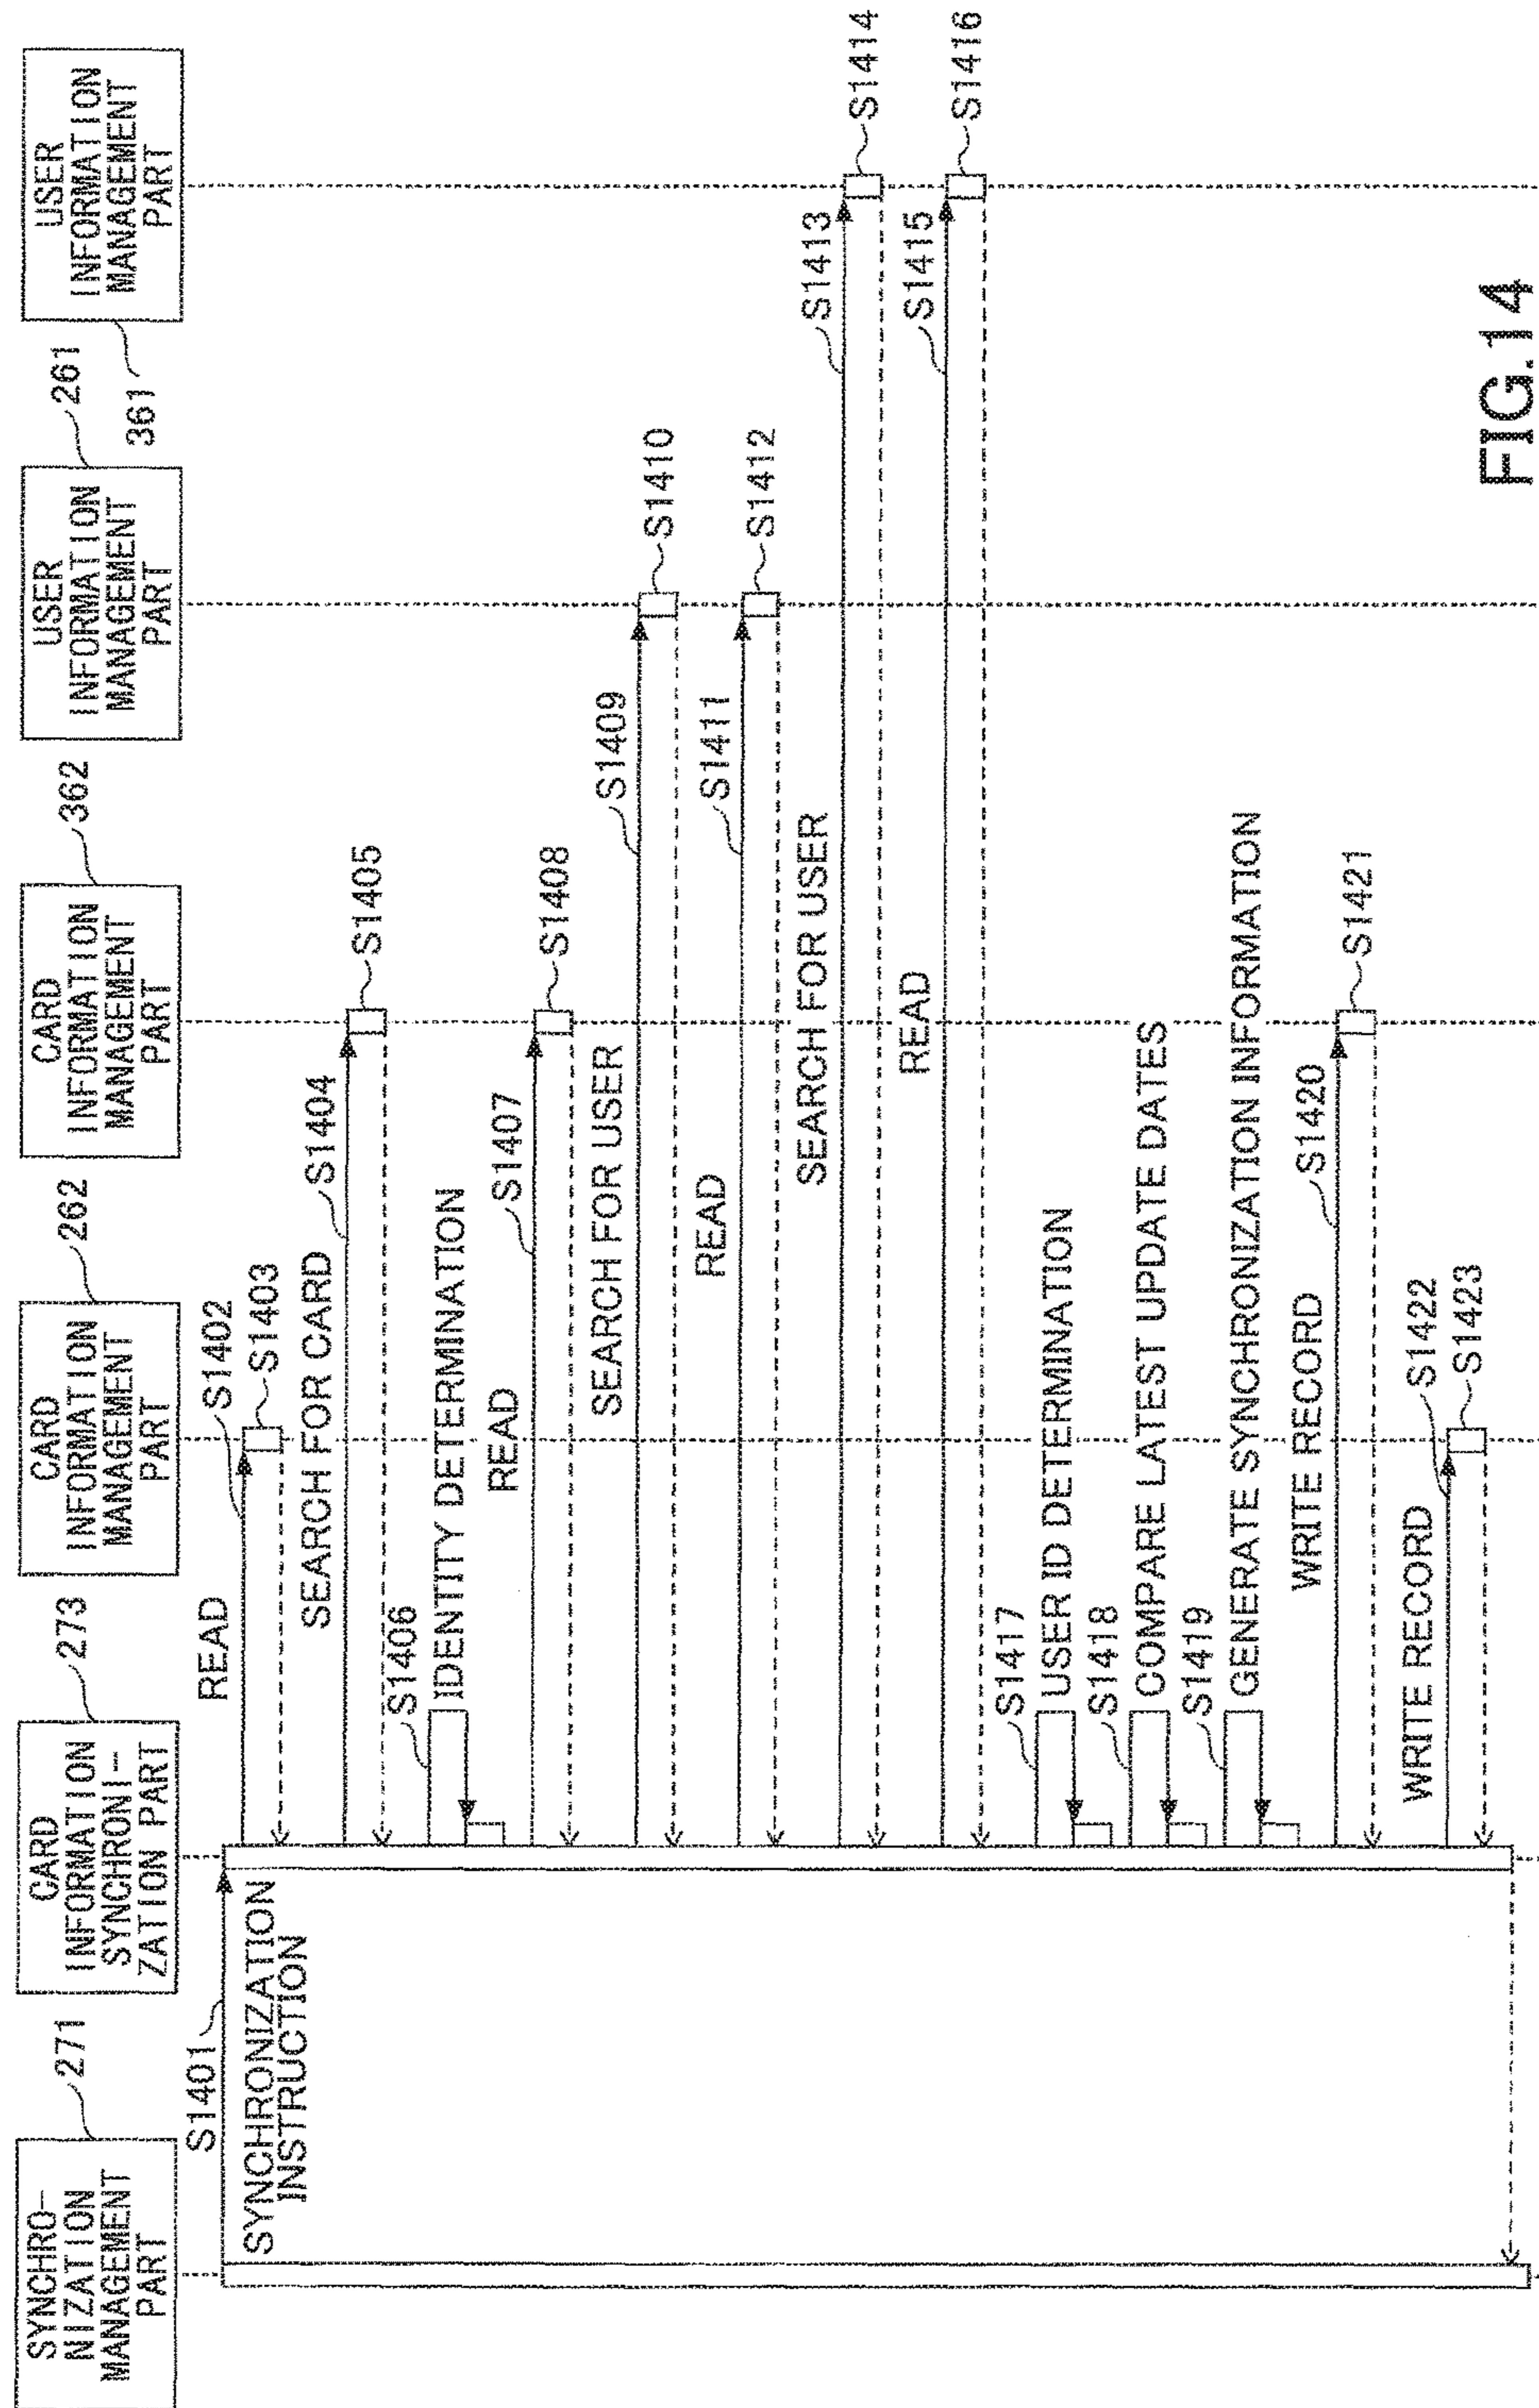 SYNCHRO-
NIZATION
MANAGEMENT
PART
271
CARD
INFORMATION
SYNCHRONI-
ZATION PART
273
CARD
INFORMATION
MANAGEMENT
PART
262
CARD
INFORMATION
MANAGEMENT
PART
362
USER
INFORMATION
MANAGEMENT
PART
261
USER
INFORMATION
MANAGEMENT
PART
361
S1401
SYNCHRONIZATION
INSTRUCTION
READ
S1402
S1403
SEARCH FOR CARD
S1404
S1405
S1406
IDENTITY DETERMINATION
READ
S1407
S1408
SEARCH FOR USER
S1409
S1410
READ
S1411
S1412
SEARCH FOR USER
S1413
S1414
READ
S1415
S1416
S1417
USER ID DETERMINATION
S1418
COMPARE LATEST UPDATE DATES
S1419
GENERATE SYNCHRONIZATION INFORMATION
WRITE RECORD
S1420
S1421
WRITE RECORD
S1422
S1423
FIG.14